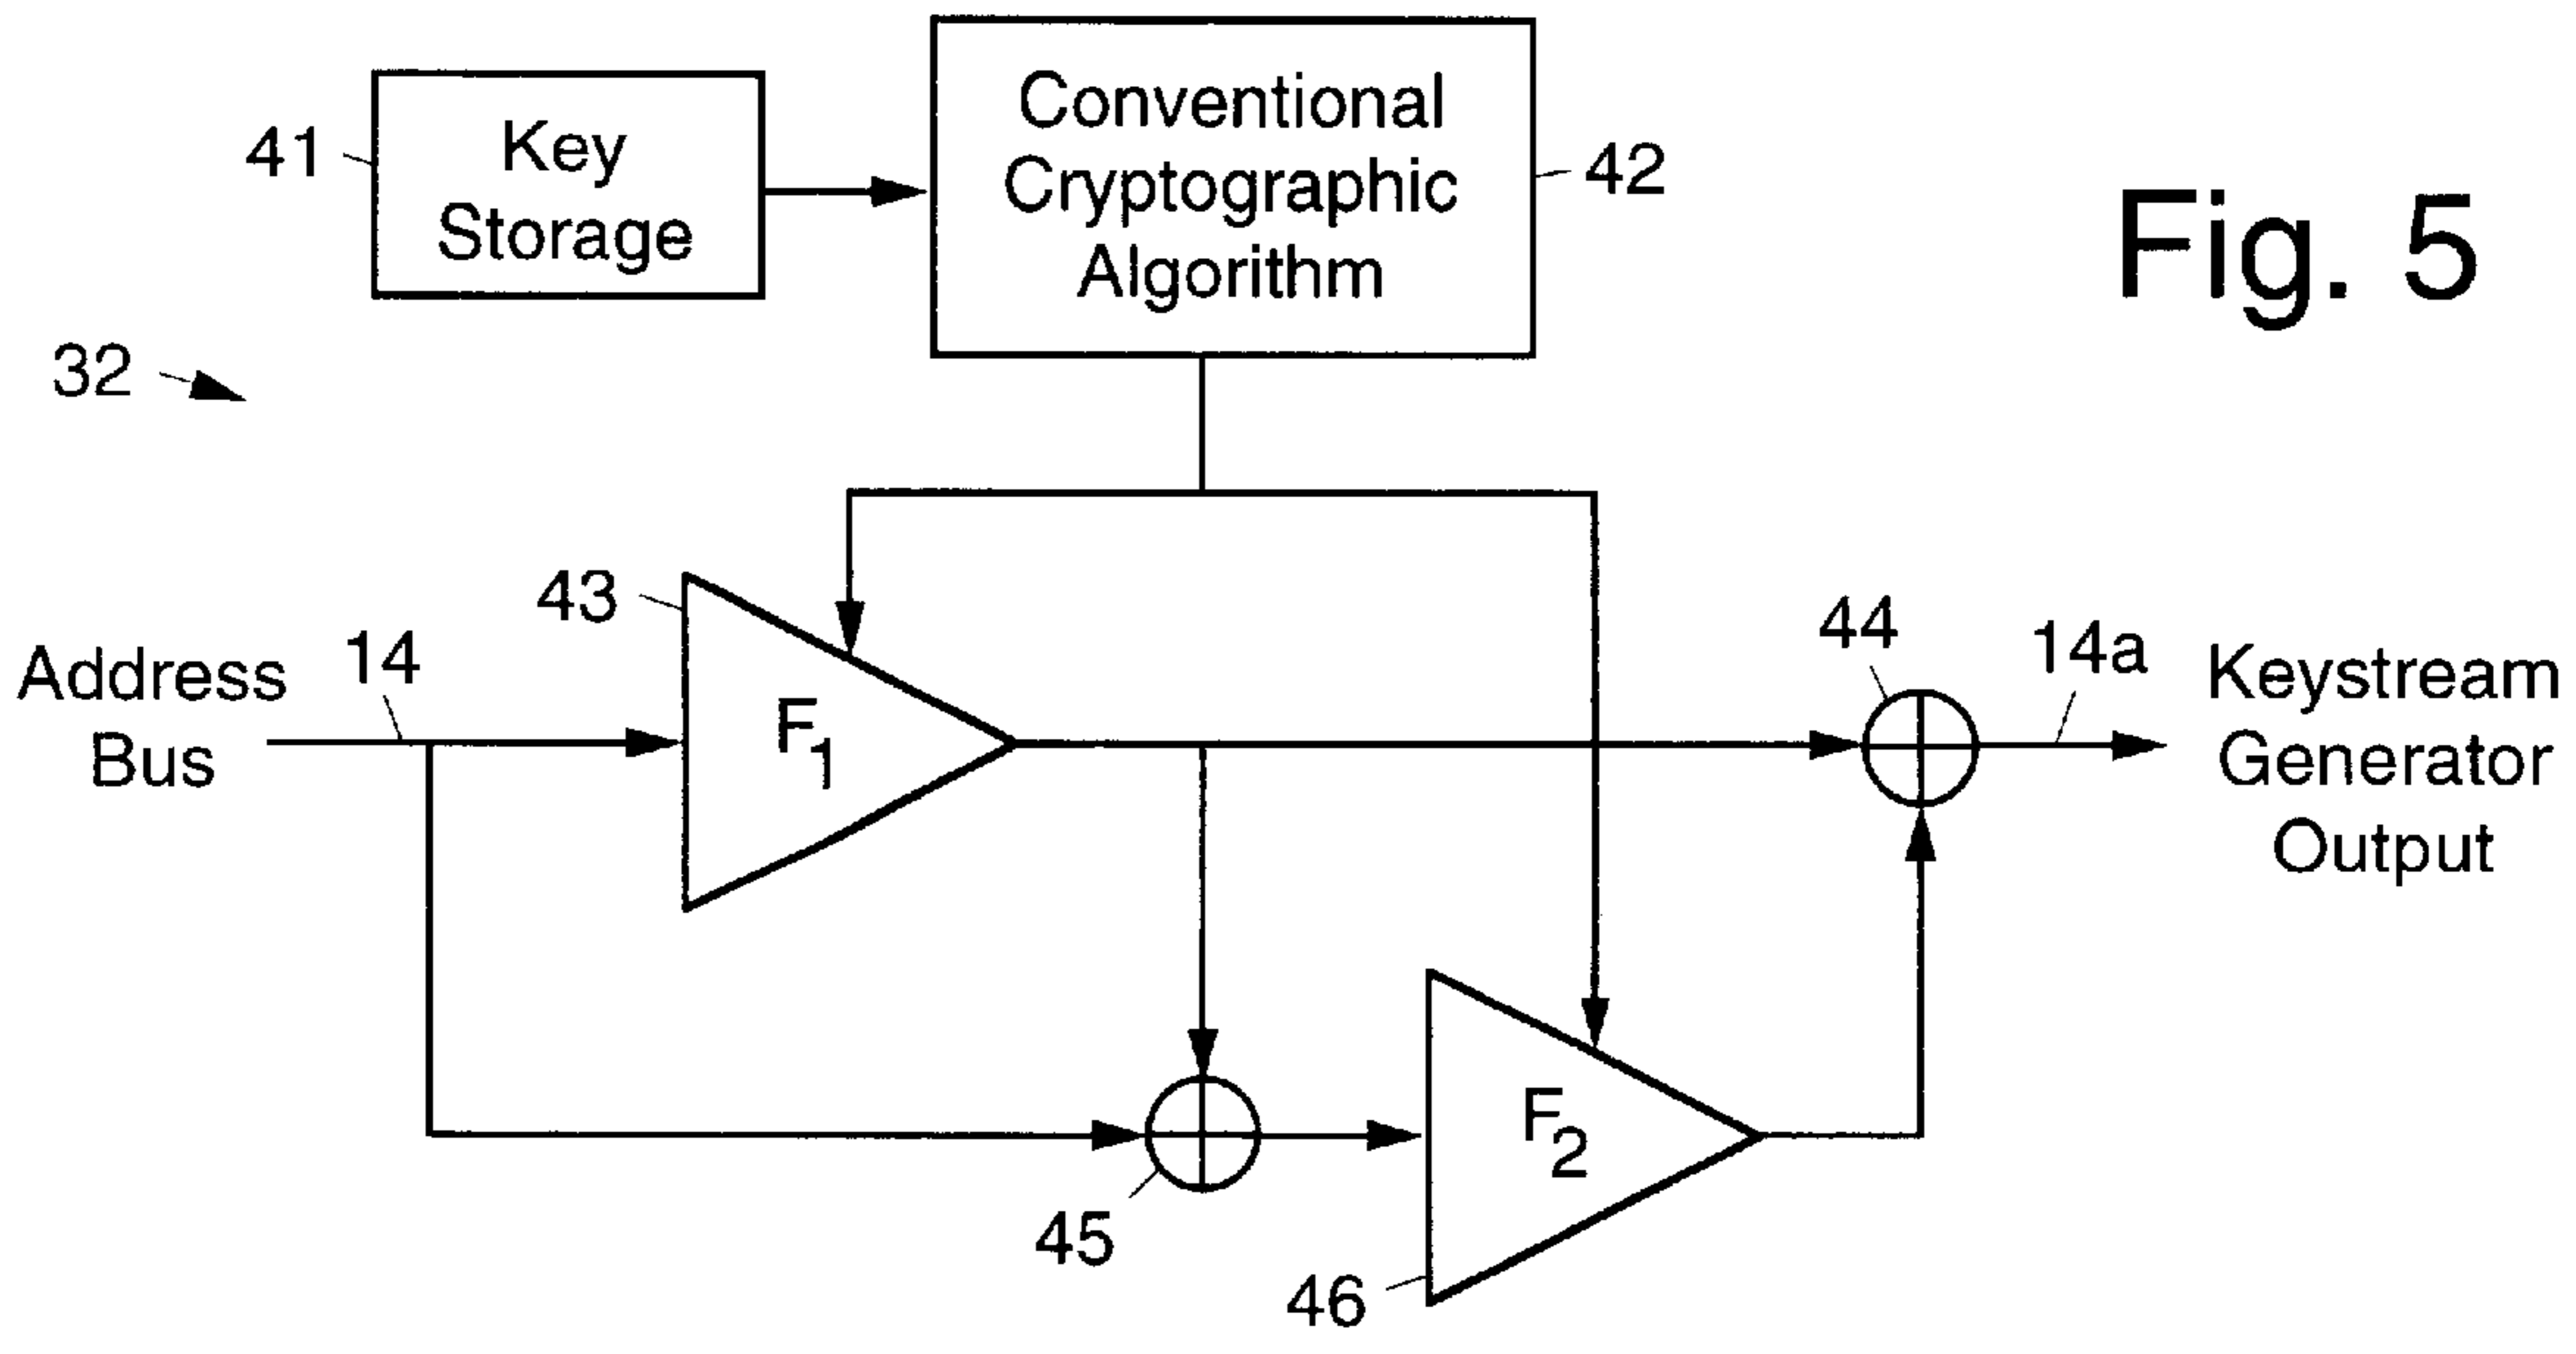 Conventional
Cryptographic
Algorithm
Key
Storage
41
42
Fig. 5
32
43
Address
Bus
14
F1
44
14a
Keystream
Generator
Output
45
F2
46